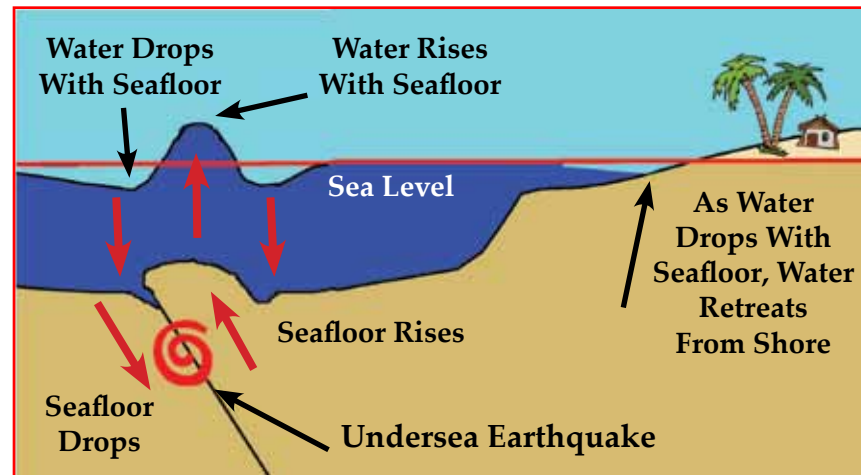 Water Drops
With Seafloor
Water Rises
With Seafloor
Sea Level
As Water
Drops With
Seafloor, Water
Retreats
From Shore
Seafloor Rises
Seafloor
Drops
Undersea Earthquake